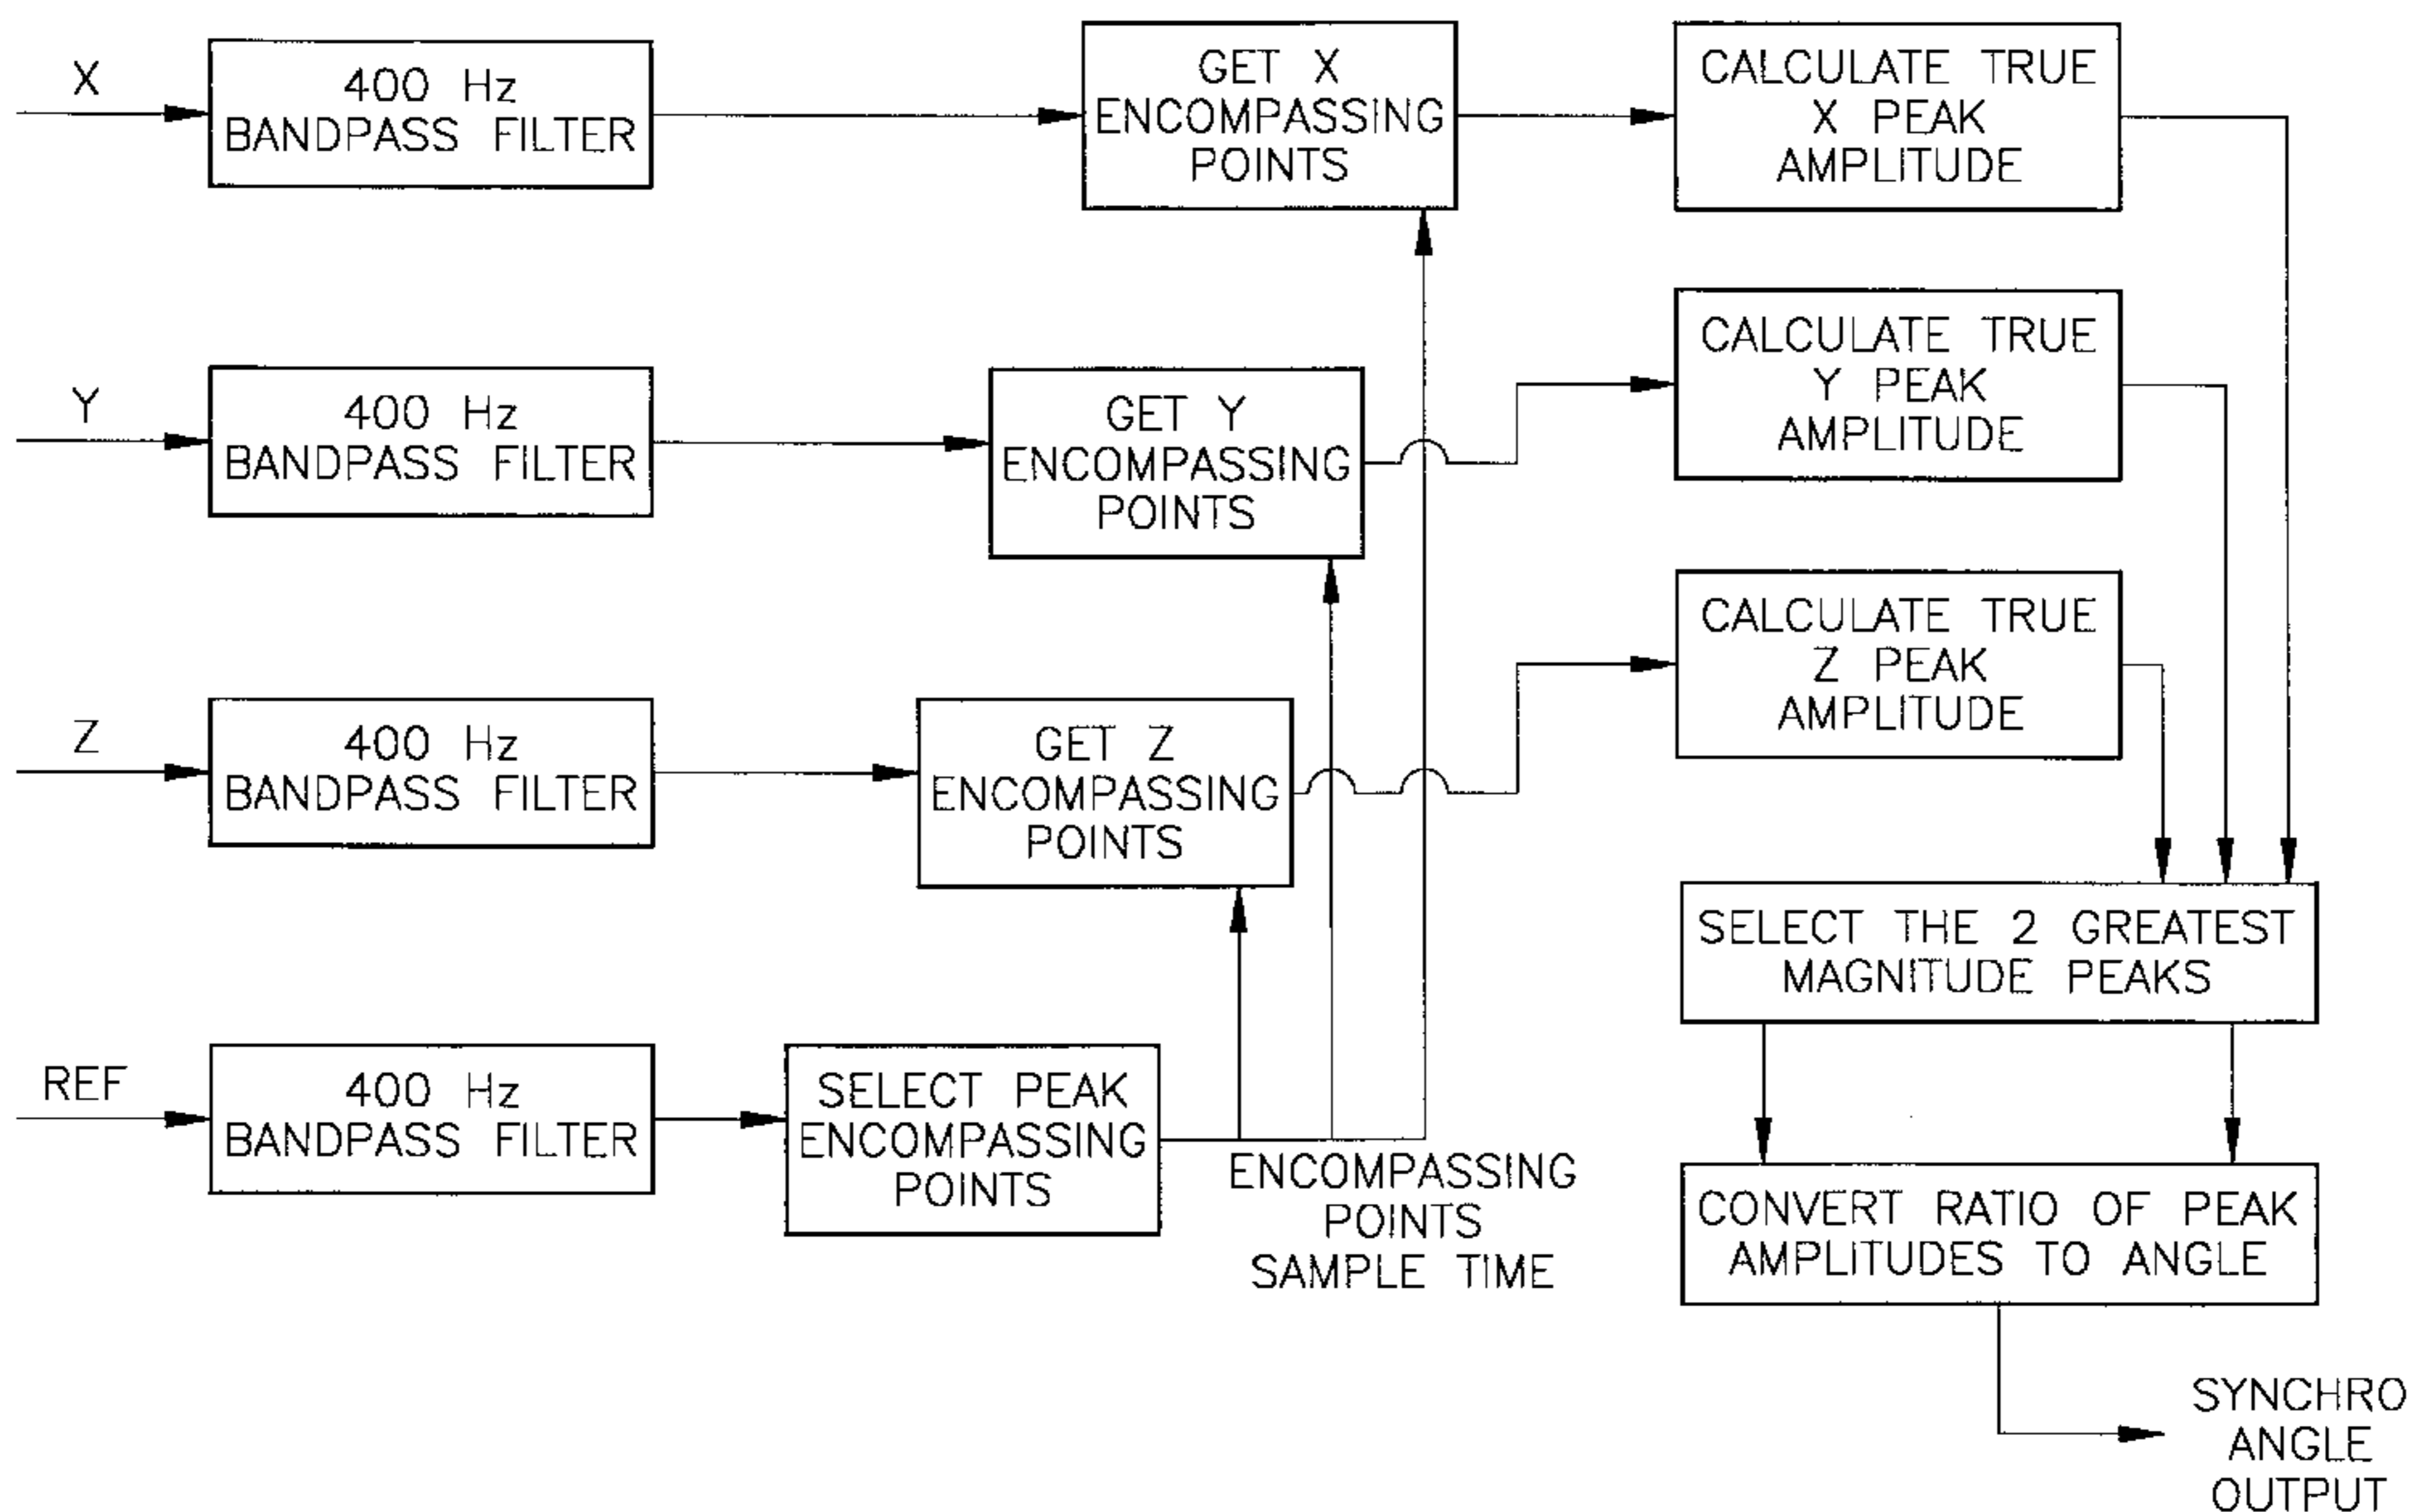 X
400 Hz
BANDPASS FILTER
GET X
ENCOMPASSING
POINTS
CALCULATE TRUE
X PEAK
AMPLITUDE
Y
400 Hz
BANDPASS FILTER
GET Y
ENCOMPASSING
POINTS
CALCULATE TRUE
Y PEAK
AMPLITUDE
Z
400 Hz
BANDPASS FILTER
GET Z
ENCOMPASSING
POINTS
CALCULATE TRUE
Z PEAK
AMPLITUDE
SELECT THE 2 GREATEST
MAGNITUDE PEAKS
REF
400 Hz
BANDPASS FILTER
SELECT PEAK
ENCOMPASSING
POINTS
ENCOMPASSING
POINTS
SAMPLE TIME
CONVERT RATIO OF PEAK
AMPLITUDES TO ANGLE
SYNCHRO
ANGLE
OUTPUT